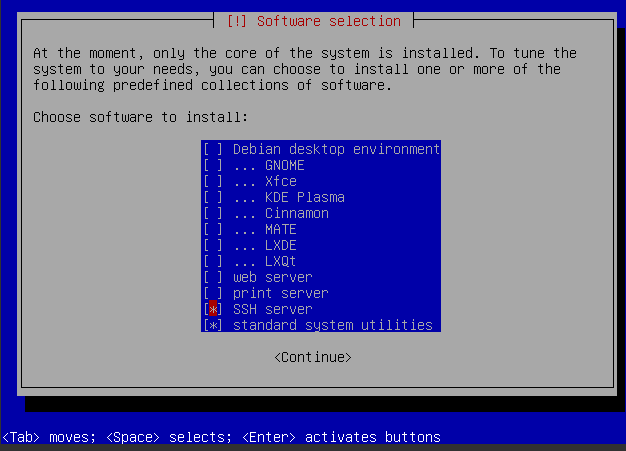 [!] Software selection
At the moment, only the core of the system is installed. To tune the
system to your needs, you can choose to install one or more of the
following predefined collections of software.
Choose software to install:
[ ] Debian desktop environment
[ ] ... GNOME
[ ] ... Xfce
[ ] ... KDE Plasma
[ ] ... Cinnamon
[ ] ... MATE
[ ] ... LXDE
[ ] ... LXQt
[ ] web server
[ ] print server
[*] SSH server
[*] standard system utilities
<Continue>
<Tab> moves; <Space> selects; <Enter> activates buttons